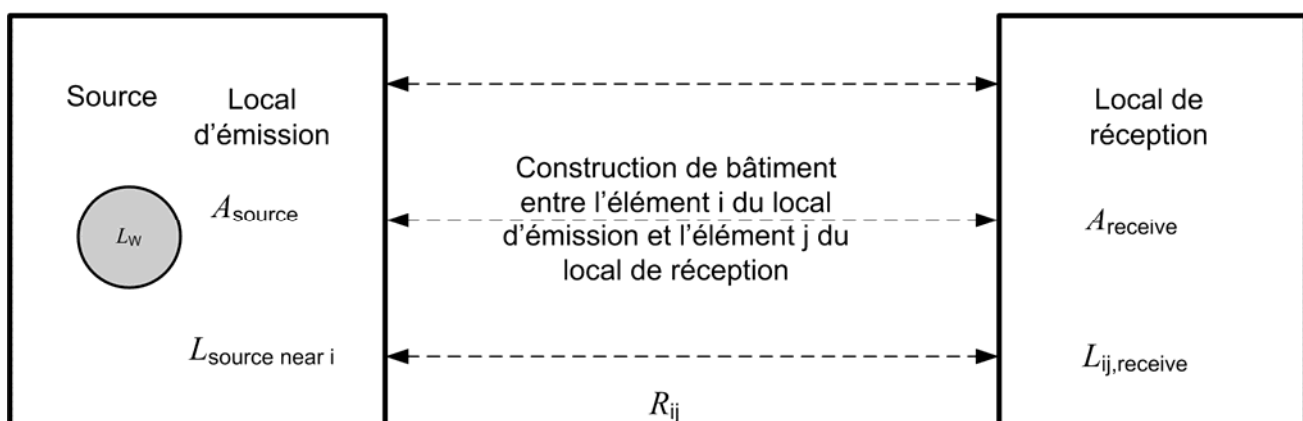 Source
Local
d’émission
L_W
A_source
L_source near i
Construction de bâtiment
entre l’élément i du local
d’émission et l’élément j du
local de réception
R_ij
Local de
réception
A_receive
L_ij,receive